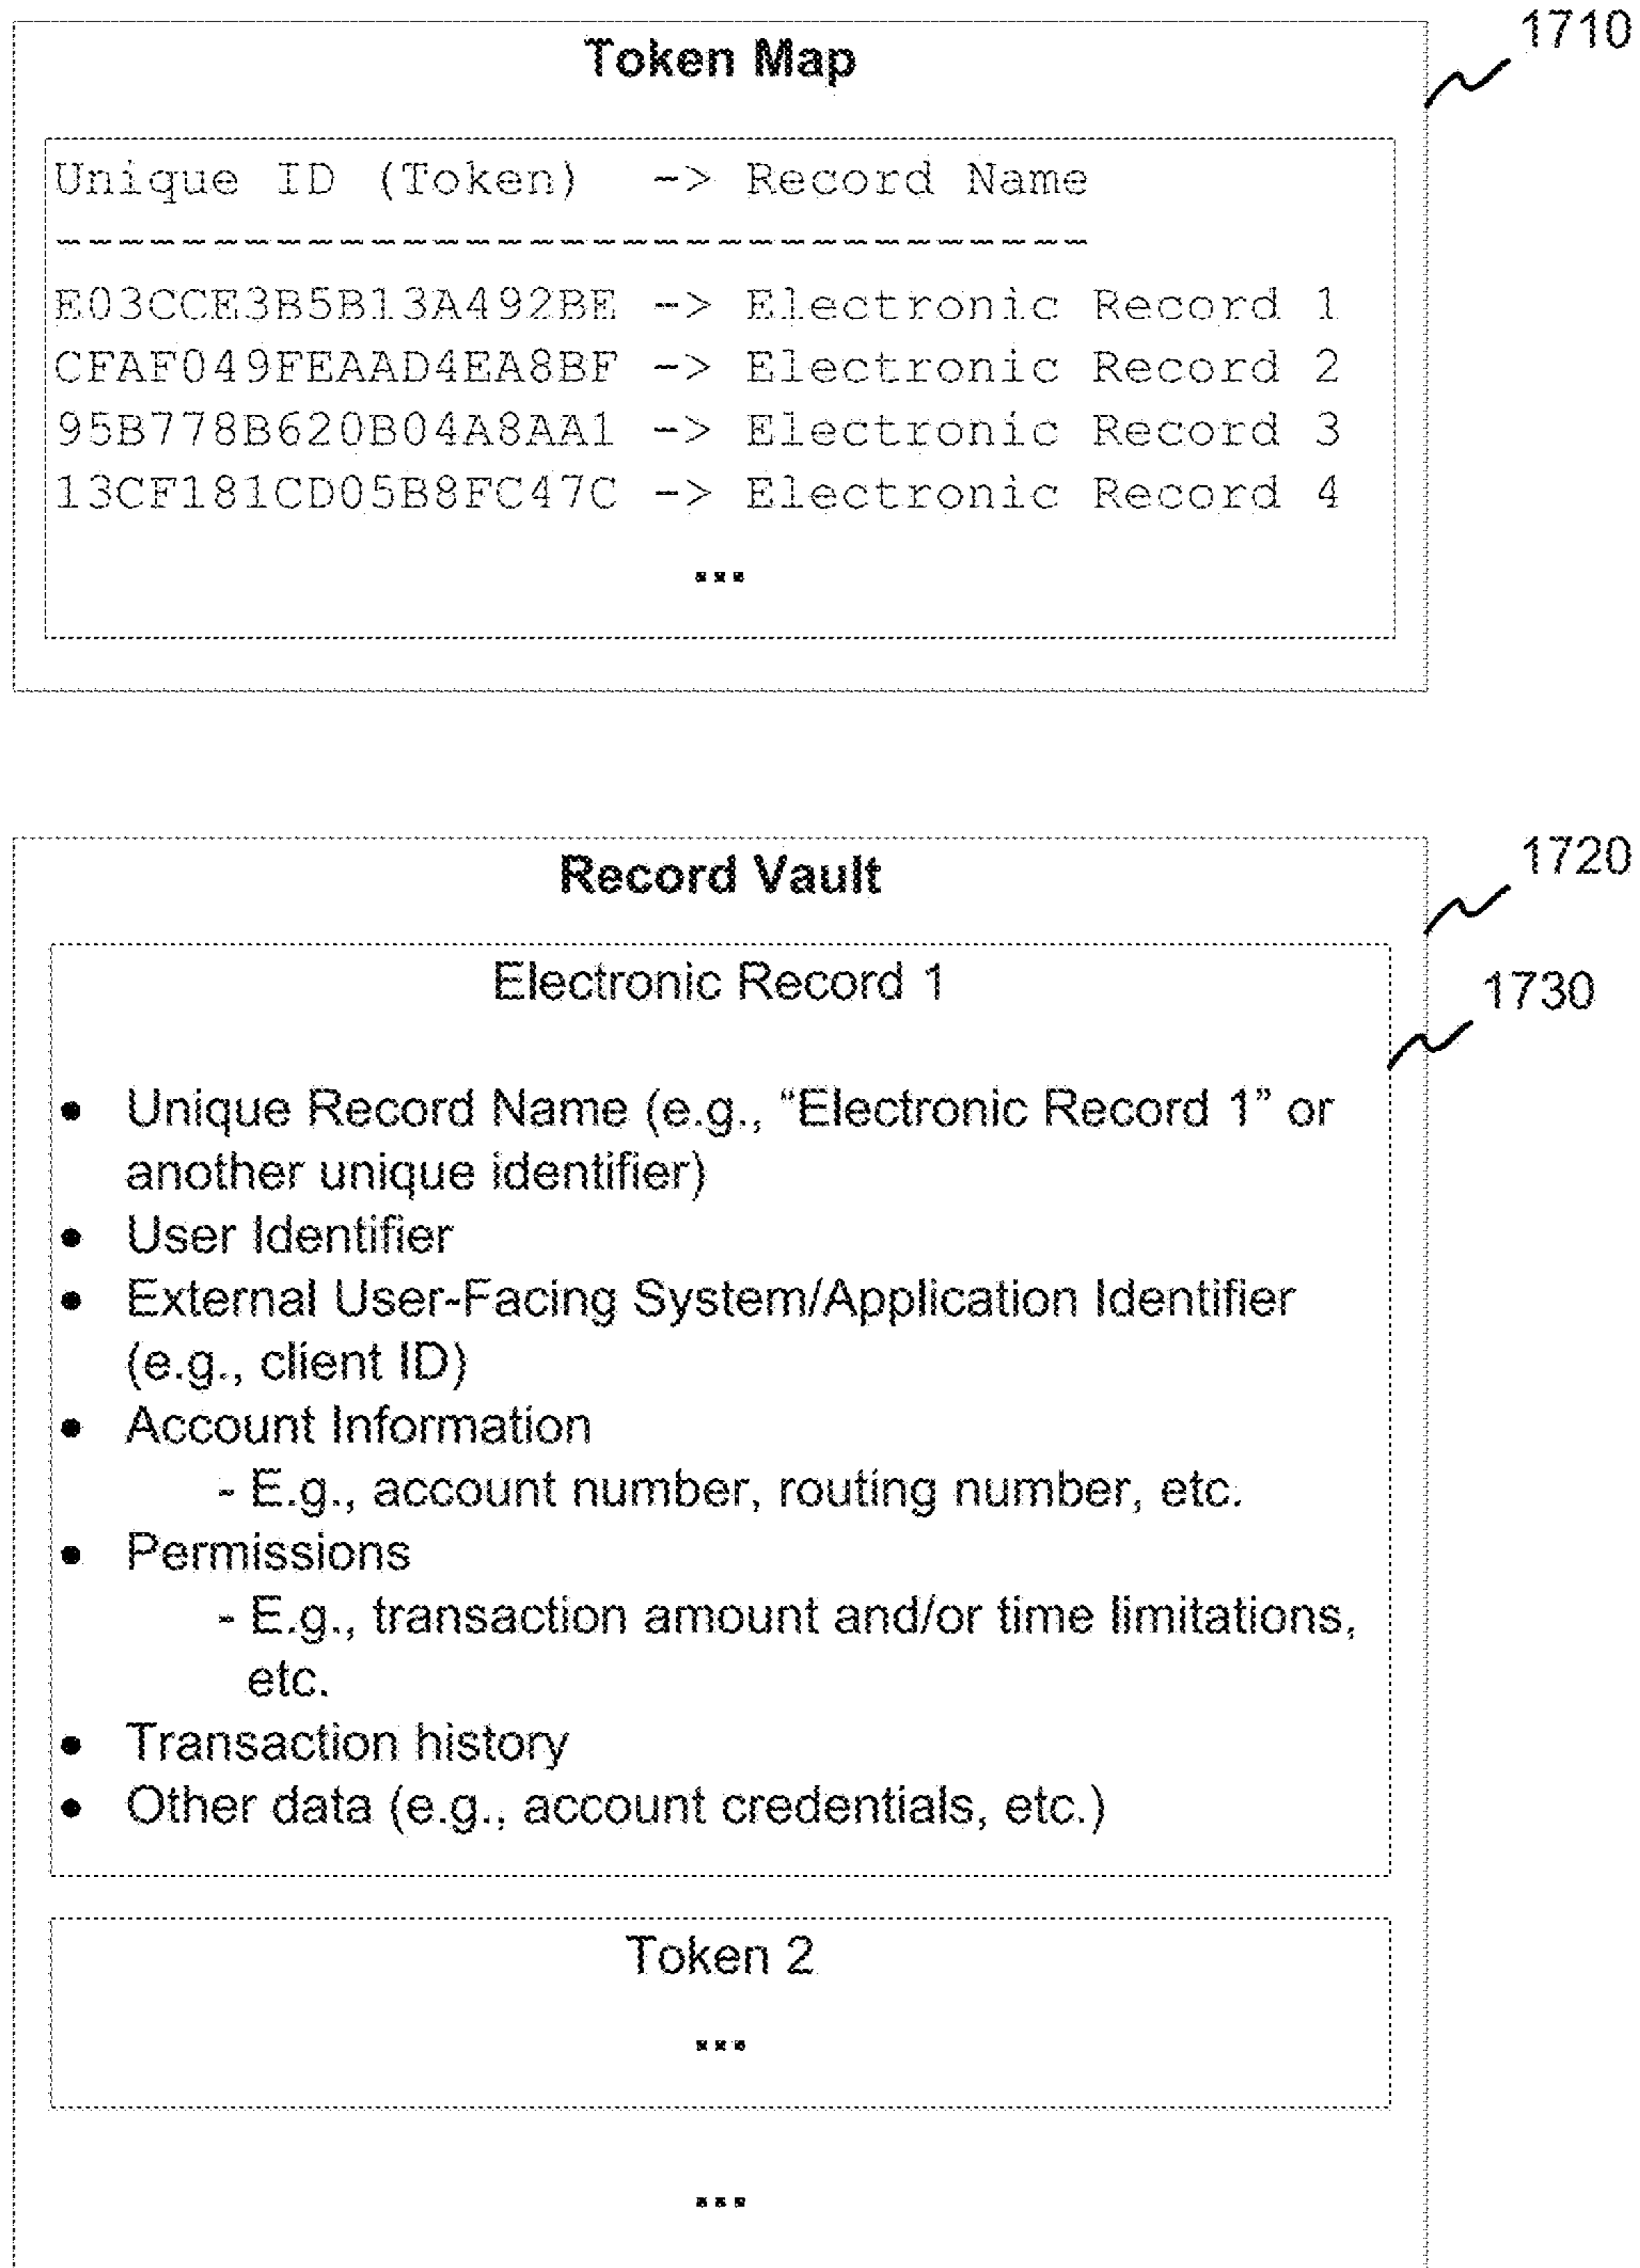 1710
Token Map
Unique ID (Token) -> Record Name
---------------------------------
E03CCE3B5B13A492BE -> Electronic Record 1
CFAF049FEAAD4EA8BF -> Electronic Record 2
95B778B620B04A8AA1 -> Electronic Record 3
13CF181CD05B8FC47C -> Electronic Record 4
...
1720
Record Vault
1730
Electronic Record 1
• Unique Record Name (e.g., “Electronic Record 1” or
another unique identifier)
• User Identifier
• External User-Facing System/Application Identifier
(e.g., client ID)
• Account Information
- E.g., account number, routing number, etc.
• Permissions
- E.g., transaction amount and/or time limitations,
etc.
• Transaction history
• Other data (e.g., account credentials, etc.)
Token 2
...
...